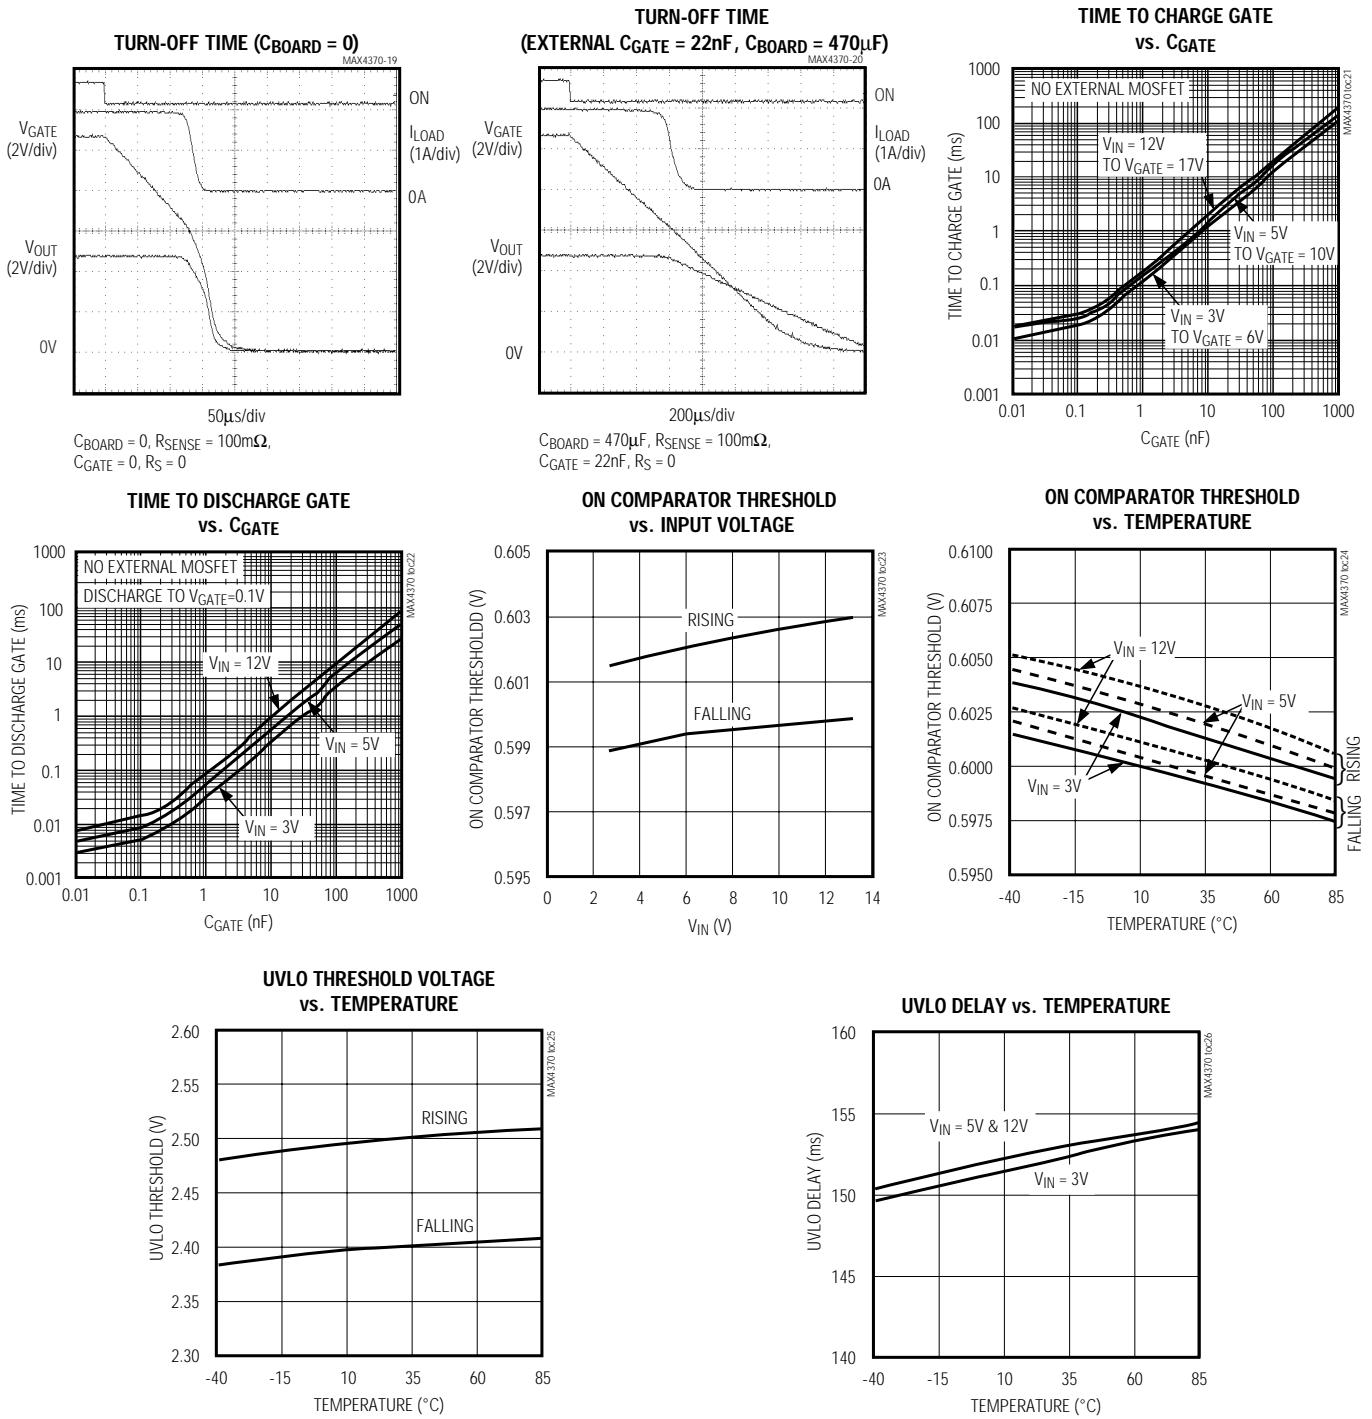 TURN-OFF TIME (CBOARD = 0)
MAX4370-19
ON
VGATE
(2V/div)
ILOAD
(1A/div)
0A
VOUT
(2V/div)
0V
50µs/div
CBOARD = 0, RSENSE = 100mΩ,
CGATE = 0, RS = 0
TURN-OFF TIME
(EXTERNAL CGATE = 22nF, CBOARD = 470µF)
MAX4370-20
ON
VGATE
(2V/div)
ILOAD
(1A/div)
0A
VOUT
(2V/div)
0V
200µs/div
CBOARD = 470µF, RSENSE = 100mΩ,
CGATE = 22nF, RS = 0
TIME TO CHARGE GATE
vs. CGATE
MAX4370 toc21
TIME TO CHARGE GATE (ms)
1000
100
10
1
0.1
0.01
0.001
NO EXTERNAL MOSFET
VIN = 12V
TO VGATE = 17V
VIN = 5V
TO VGATE = 10V
VIN = 3V
TO VGATE = 6V
0.01 0.1 1 10 100 1000
CGATE (nF)
TIME TO DISCHARGE GATE
vs. CGATE
MAX4370 toc22
TIME TO DISCHARGE GATE (ms)
1000
100
10
1
0.1
0.01
0.001
NO EXTERNAL MOSFET
DISCHARGE TO VGATE=0.1V
VIN = 12V
VIN = 5V
VIN = 3V
0.01 0.1 1 10 100 1000
CGATE (nF)
ON COMPARATOR THRESHOLD
vs. INPUT VOLTAGE
MAX4370 toc23
ON COMPARATOR THRESHOLDD (V)
0.605
0.603
0.601
0.599
0.597
0.595
RISING
FALLING
0 2 4 6 8 10 12 14
VIN (V)
ON COMPARATOR THRESHOLD
vs. TEMPERATURE
MAX4370 toc24
ON COMPARATOR THRESHOLD (V)
0.6100
0.6075
0.6050
0.6025
0.6000
0.5975
0.5950
VIN = 12V
VIN = 5V
VIN = 3V
RISING
FALLING
-40 -15 10 35 60 85
TEMPERATURE (°C)
UVLO THRESHOLD VOLTAGE
vs. TEMPERATURE
MAX4370 toc25
UVLO THRESHOLD (V)
2.60
2.55
2.50
2.45
2.40
2.35
2.30
RISING
FALLING
-40 -15 10 35 60 85
TEMPERATURE (°C)
UVLO DELAY vs. TEMPERATURE
MAX4370 toc26
UVLO DELAY (ms)
160
155
150
145
140
VIN = 5V & 12V
VIN = 3V
-40 -15 10 35 60 85
TEMPERATURE (°C)